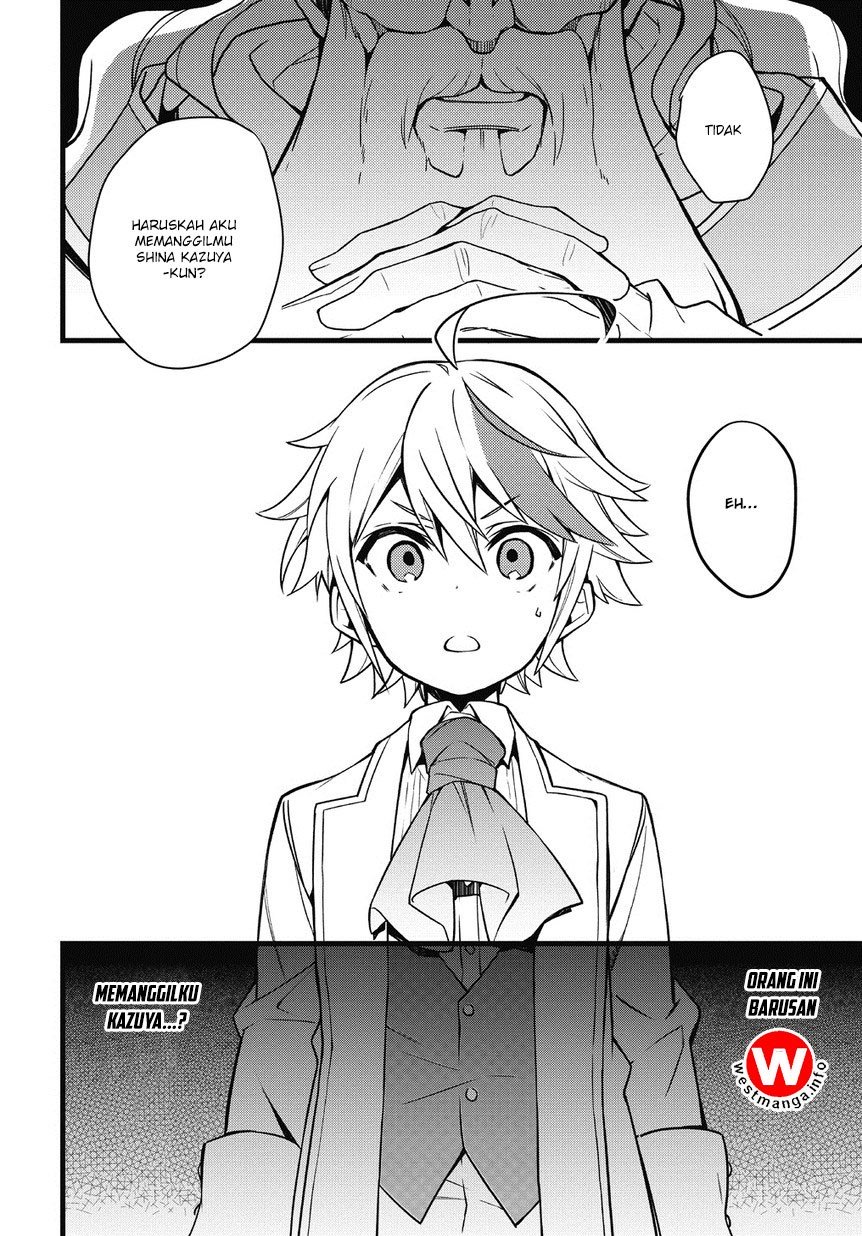 TIDAK
HARUSKAH AKU
MEMANGGILMU
SHINA KAZUYA
-KUN?
EH...
ORANG INI
BARUSAN
MEMANGGILKU
KAZUYA...?
W
westmanga.info